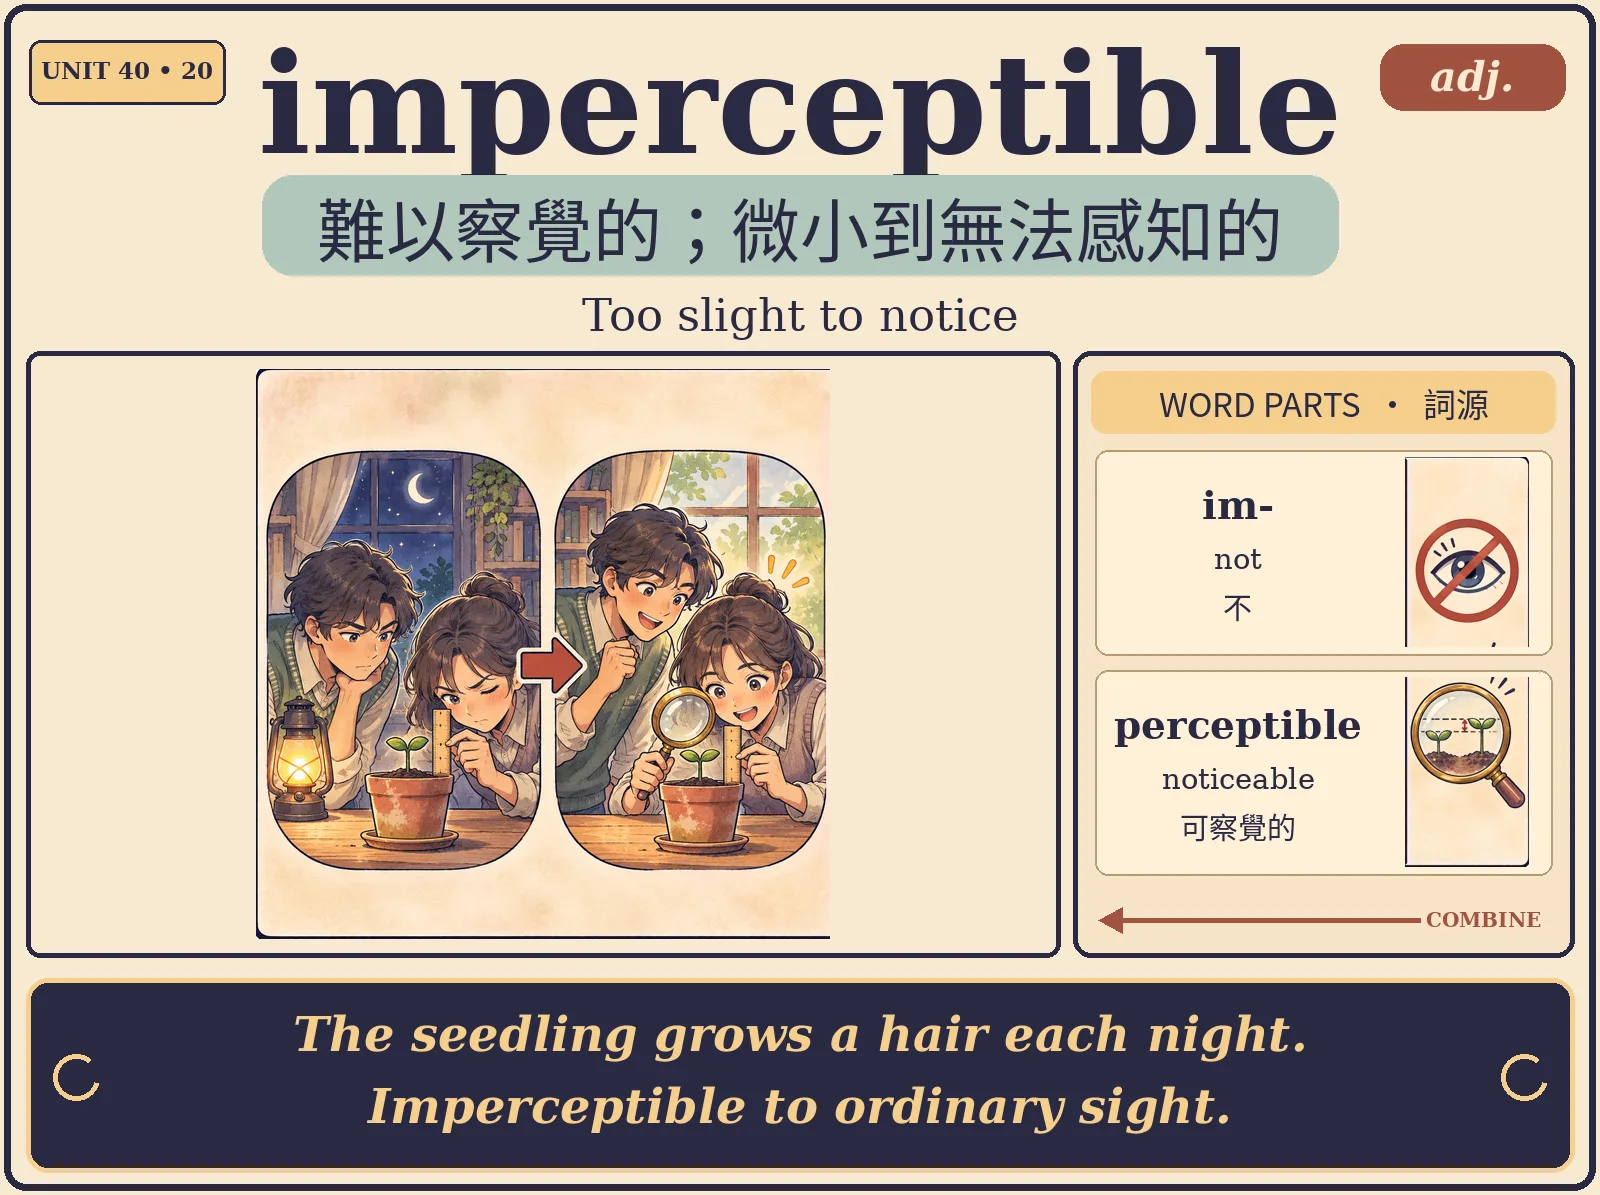 UNIT 40 • 20
imperceptible
adj.
難以察覺的；微小到無法感知的
Too slight to notice
WORD PARTS ・ 詞源
im-
not
不
perceptible
noticeable
可察覺的
COMBINE
The seedling grows a hair each night.
Imperceptible to ordinary sight.